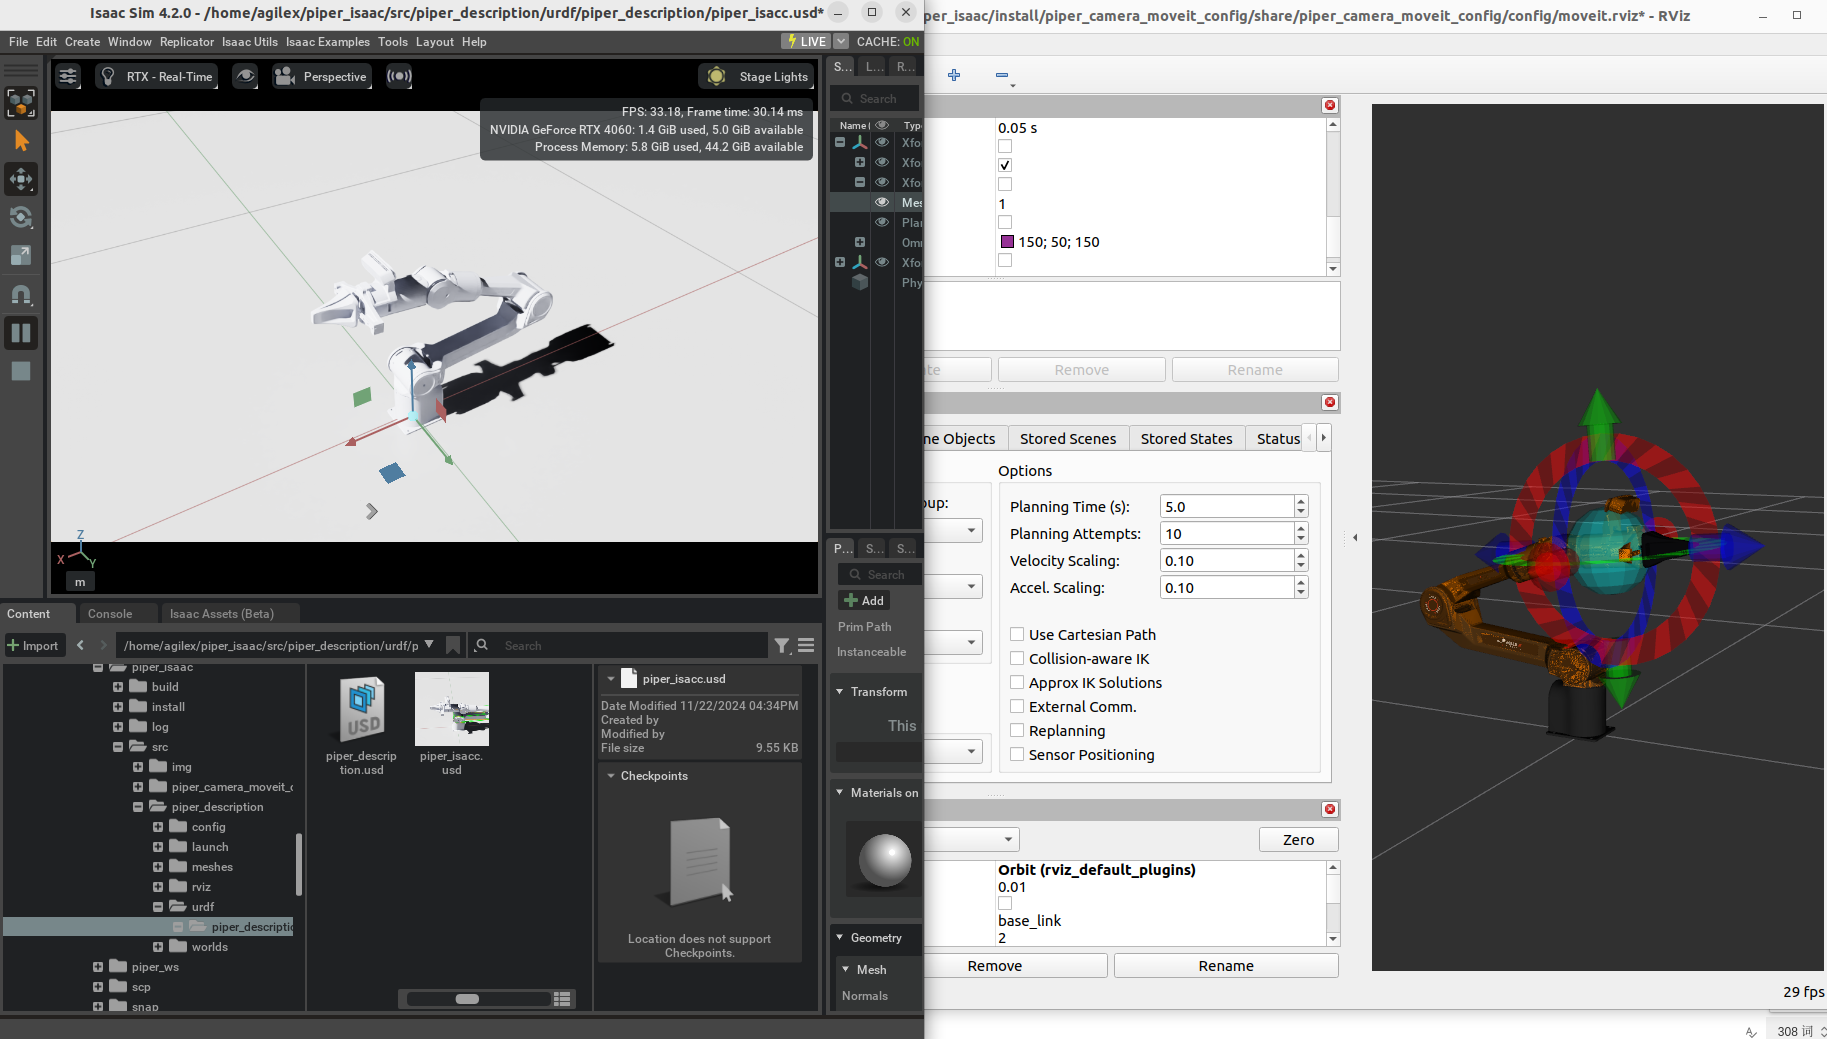 Isaac Sim 4.2.0 - /home/agilex/piper_isaac/src/piper_description/urdf/piper_description/piper_isacc.usd*
File Edit Create Window Replicator Isaac Utils Isaac Examples Tools Layout Help
LIVE
CACHE: ON
RTX - Real-Time
Perspective
Stage Lights
FPS: 33.18, Frame time: 30.14 ms
NVIDIA GeForce RTX 4060: 1.4 GiB used, 5.0 GiB available
Process Memory: 5.8 GiB used, 44.2 GiB available
Z
X
Y
m
S... L... R...
Search
Name ( Typ
Xfo
Xfo
Xfo
Mes
Plan
Omn
Xfo
Phy
P... S... S...
Search
Add
Prim Path
Instanceable
Transform
This
Materials on
Geometry
Mesh
Normals
Content Console Isaac Assets (Beta)
Import
/home/agilex/piper_isaac/src/piper_description/urdf/p
Search
piper_isaac
build
install
log
src
img
piper_camera_moveit_c
piper_description
config
launch
meshes
rviz
urdf
piper_descriptio
worlds
piper_ws
scp
snap
USD
piper_descrip
tion.usd
piper_isacc.
usd
piper_isacc.usd
Date Modified 11/22/2024 04:34PM
Created by
Modified by
File size 9.55 KB
Checkpoints
Location does not support
Checkpoints.
per_isaac/install/piper_camera_moveit_config/share/piper_camera_moveit_config/config/moveit.rviz* - RViz
0.05 s
1
150; 50; 150
ate Remove Rename
ne Objects Stored Scenes Stored States Status
oup:
Options
Planning Time (s): 5.0
Planning Attempts: 10
Velocity Scaling: 0.10
Accel. Scaling: 0.10
Use Cartesian Path
Collision-aware IK
Approx IK Solutions
External Comm.
Replanning
Sensor Positioning
Zero
Orbit (rviz_default_plugins)
0.01
base_link
2
Remove Rename
29 fps
308 词